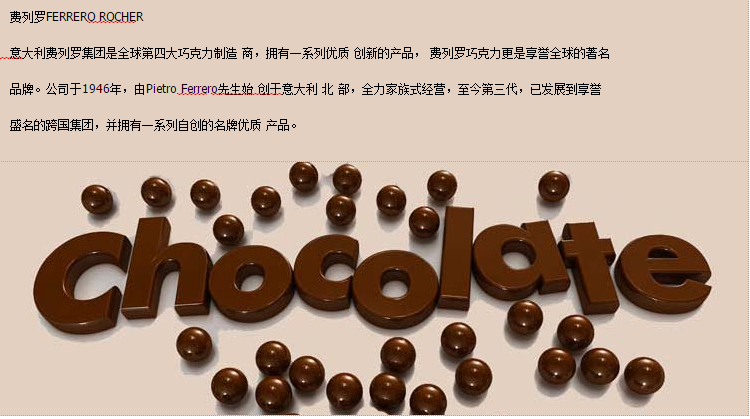 费列罗FERRERO ROCHER
意大利费列罗集团是全球第四大巧克力制造 商，拥有一系列优质 创新的产品， 费列罗巧克力更是享誉全球的著名
品牌。公司于1946年，由Pietro Ferrero先生始 创于意大利 北 部，全力家族式经营，至今第三代，已发展到享誉
盛名的跨国集团，并拥有一系列自创的名牌优质 产品。
Chocolate